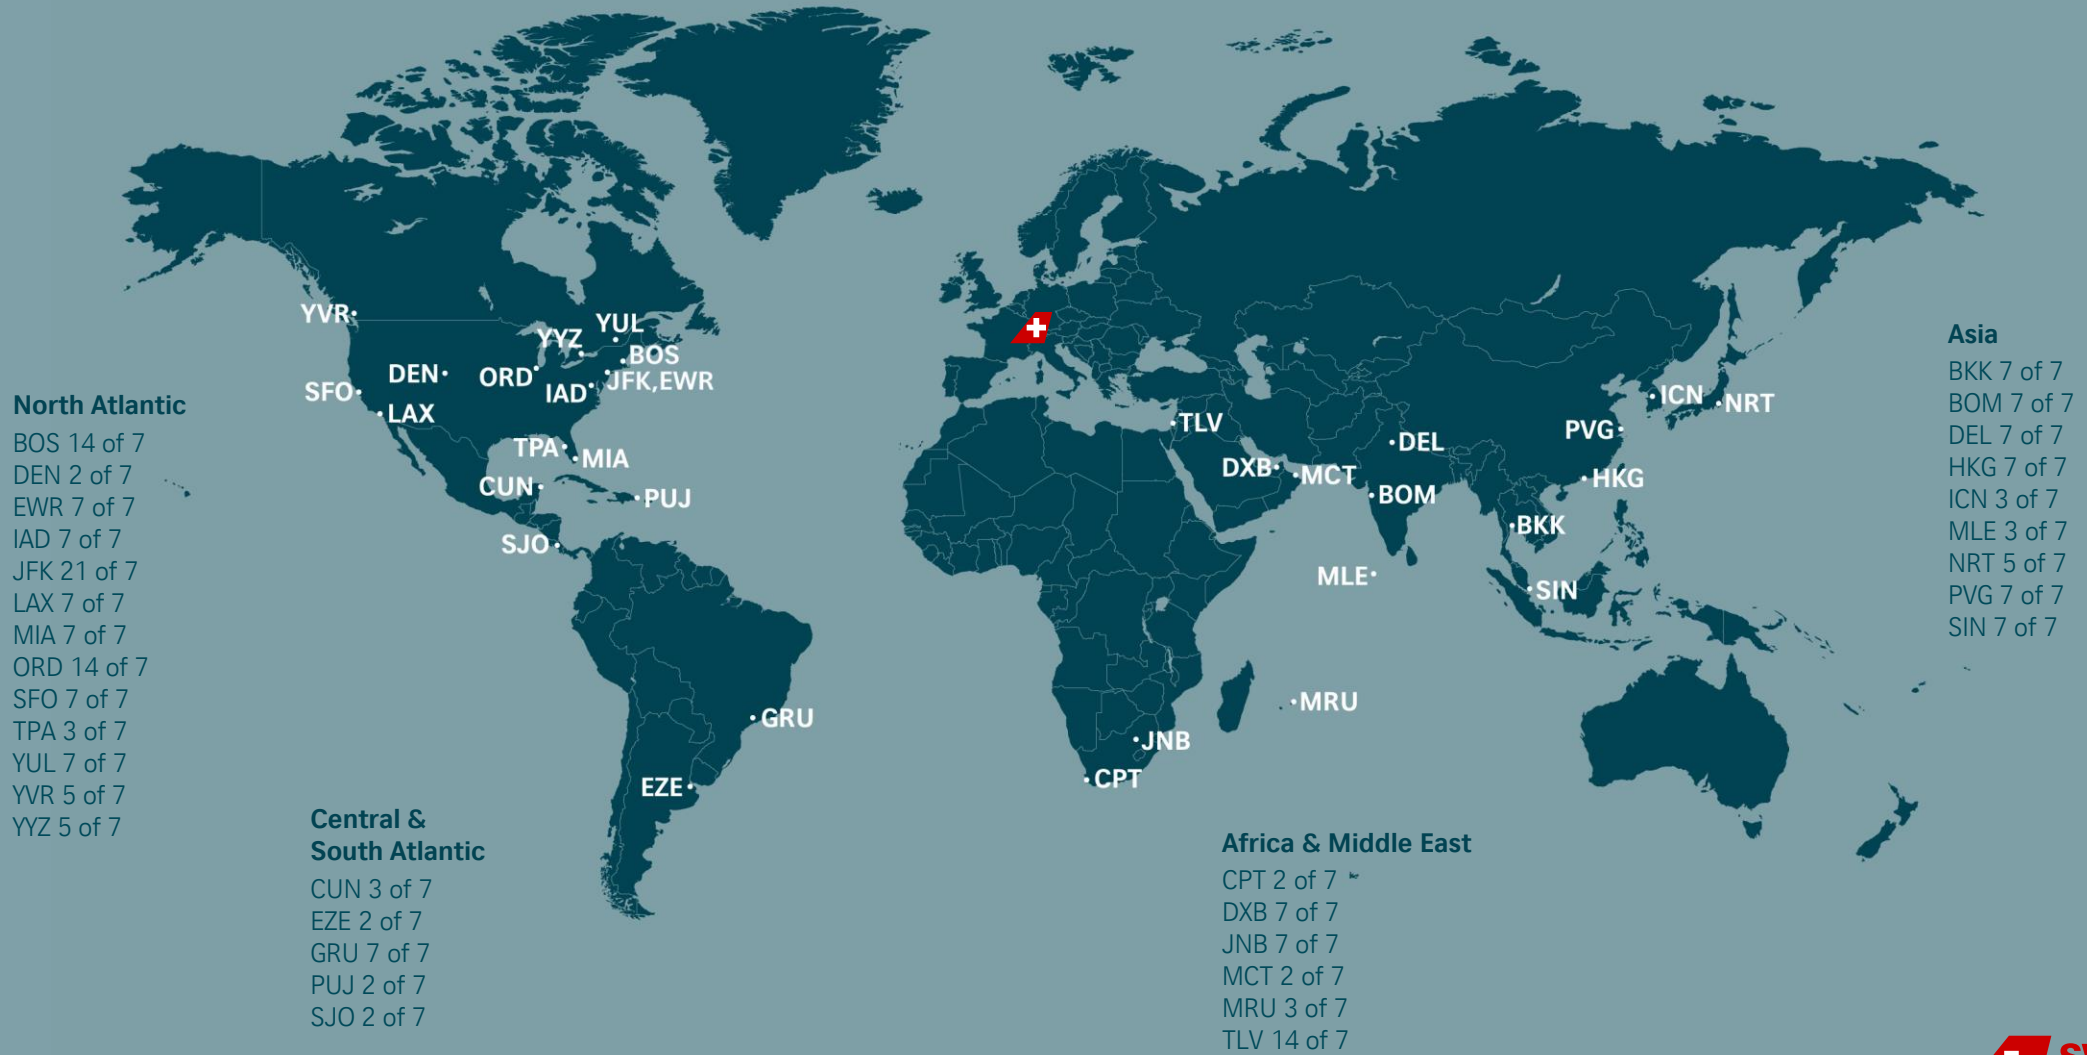 YVR
YYZ
YUL
BOS
DEN
ORD
IAD
JFK,EWR
SFO
LAX
TPA
MIA
CUN
PUJ
SJO
GRU
EZE
TLV
DXB
MCT
DEL
BOM
PVG
ICN
NRT
HKG
BKK
MLE
SIN
MRU
JNB
CPT
North Atlantic
BOS 14 of 7
DEN 2 of 7
EWR 7 of 7
IAD 7 of 7
JFK 21 of 7
LAX 7 of 7
MIA 7 of 7
ORD 14 of 7
SFO 7 of 7
TPA 3 of 7
YUL 7 of 7
YVR 5 of 7
YYZ 5 of 7
Central &
South Atlantic
CUN 3 of 7
EZE 2 of 7
GRU 7 of 7
PUJ 2 of 7
SJO 2 of 7
Africa & Middle East
CPT 2 of 7
DXB 7 of 7
JNB 7 of 7
MCT 2 of 7
MRU 3 of 7
TLV 14 of 7
Asia
BKK 7 of 7
BOM 7 of 7
DEL 7 of 7
HKG 7 of 7
ICN 3 of 7
MLE 3 of 7
NRT 5 of 7
PVG 7 of 7
SIN 7 of 7